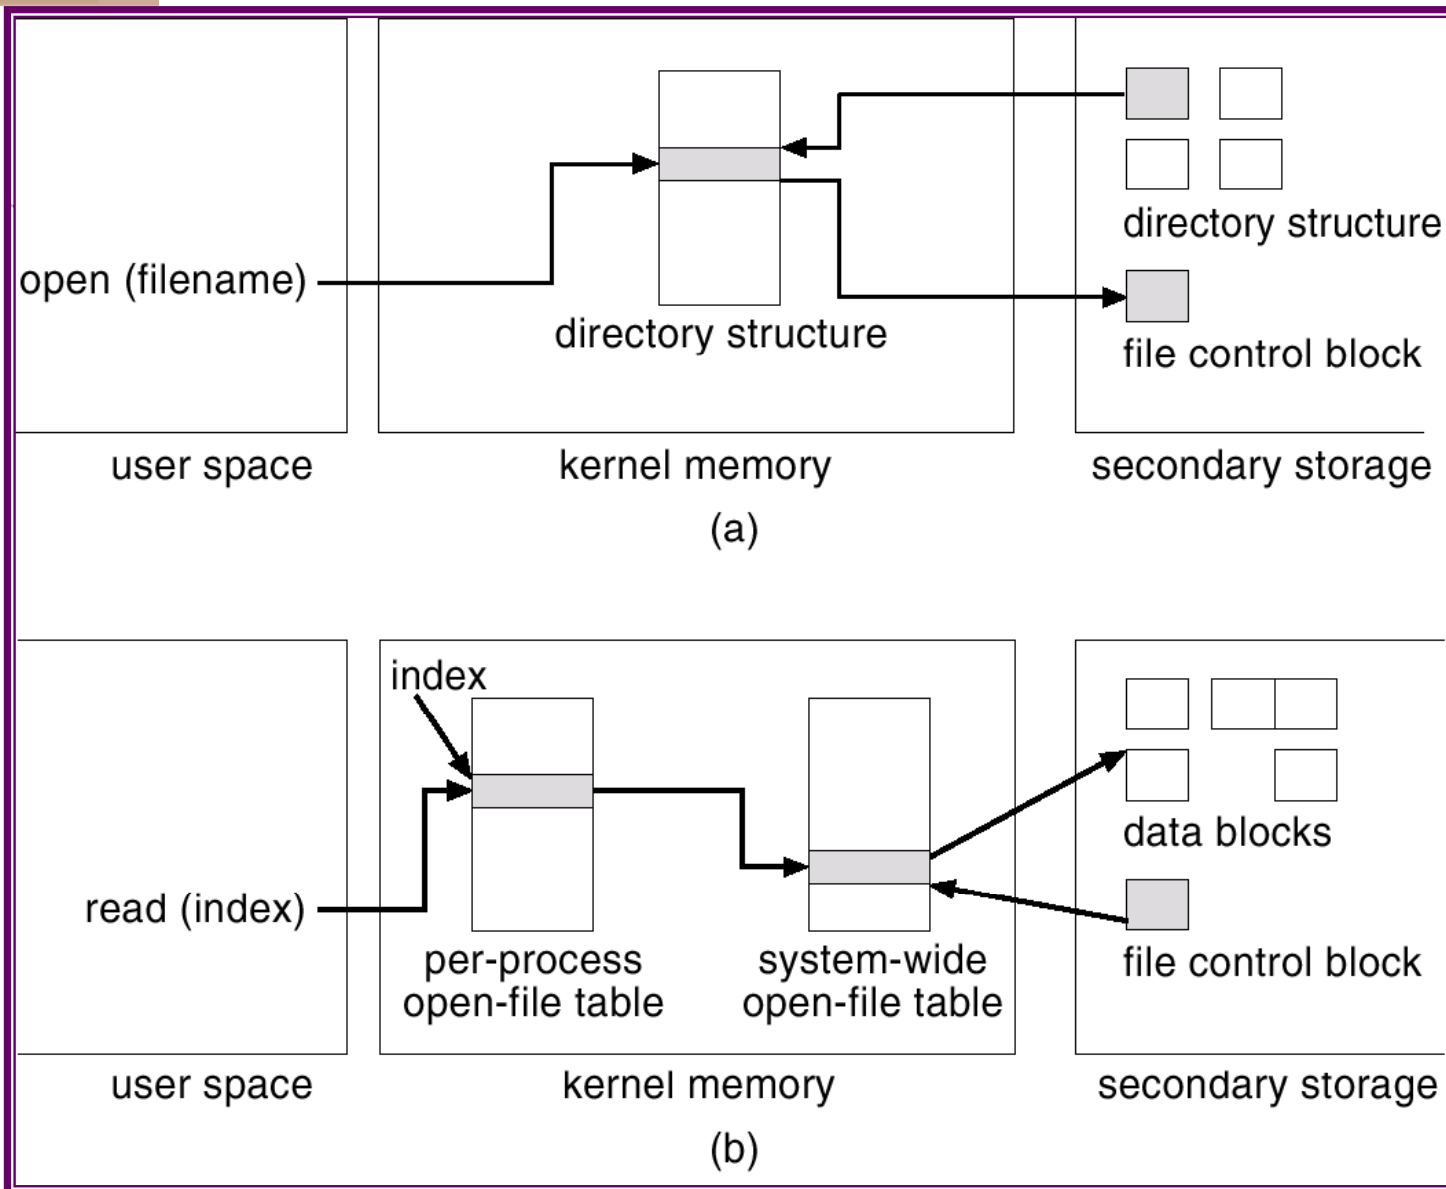 open (filename)
directory structure
directory structure
file control block
user space
kernel memory
secondary storage
(a)
index
read (index)
per-process
open-file table
system-wide
open-file table
data blocks
file control block
user space
kernel memory
secondary storage
(b)